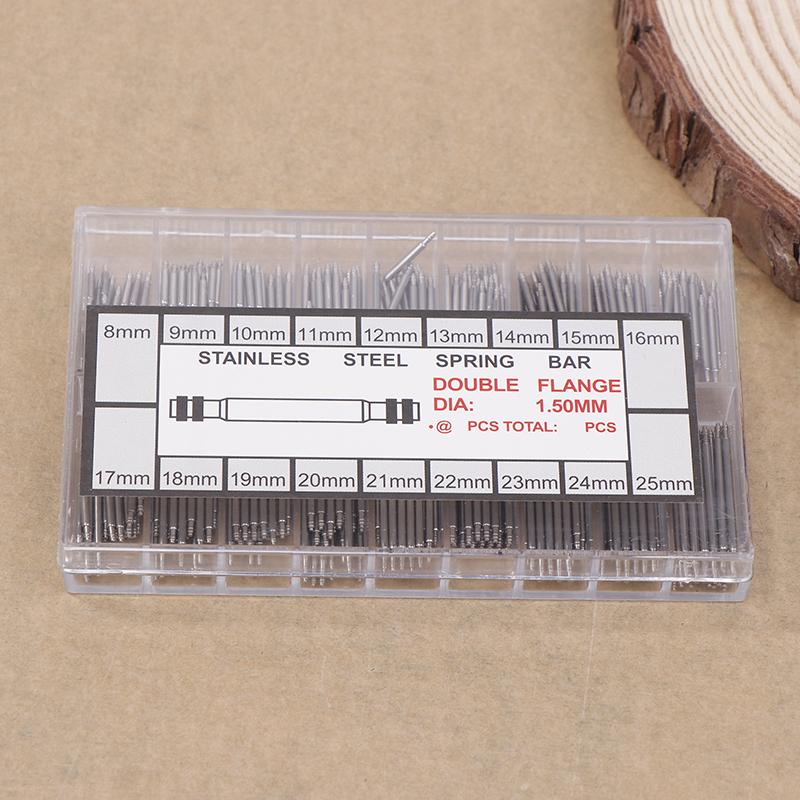 8mm 9mm 10mm 11mm 12mm 13mm 14mm 15mm 16mm
STAINLESS STEEL SPRING BAR
DOUBLE FLANGE
DIA: 1.50MM
·@ PCS TOTAL: PCS
17mm 18mm 19mm 20mm 21mm 22mm 23mm 24mm 25mm